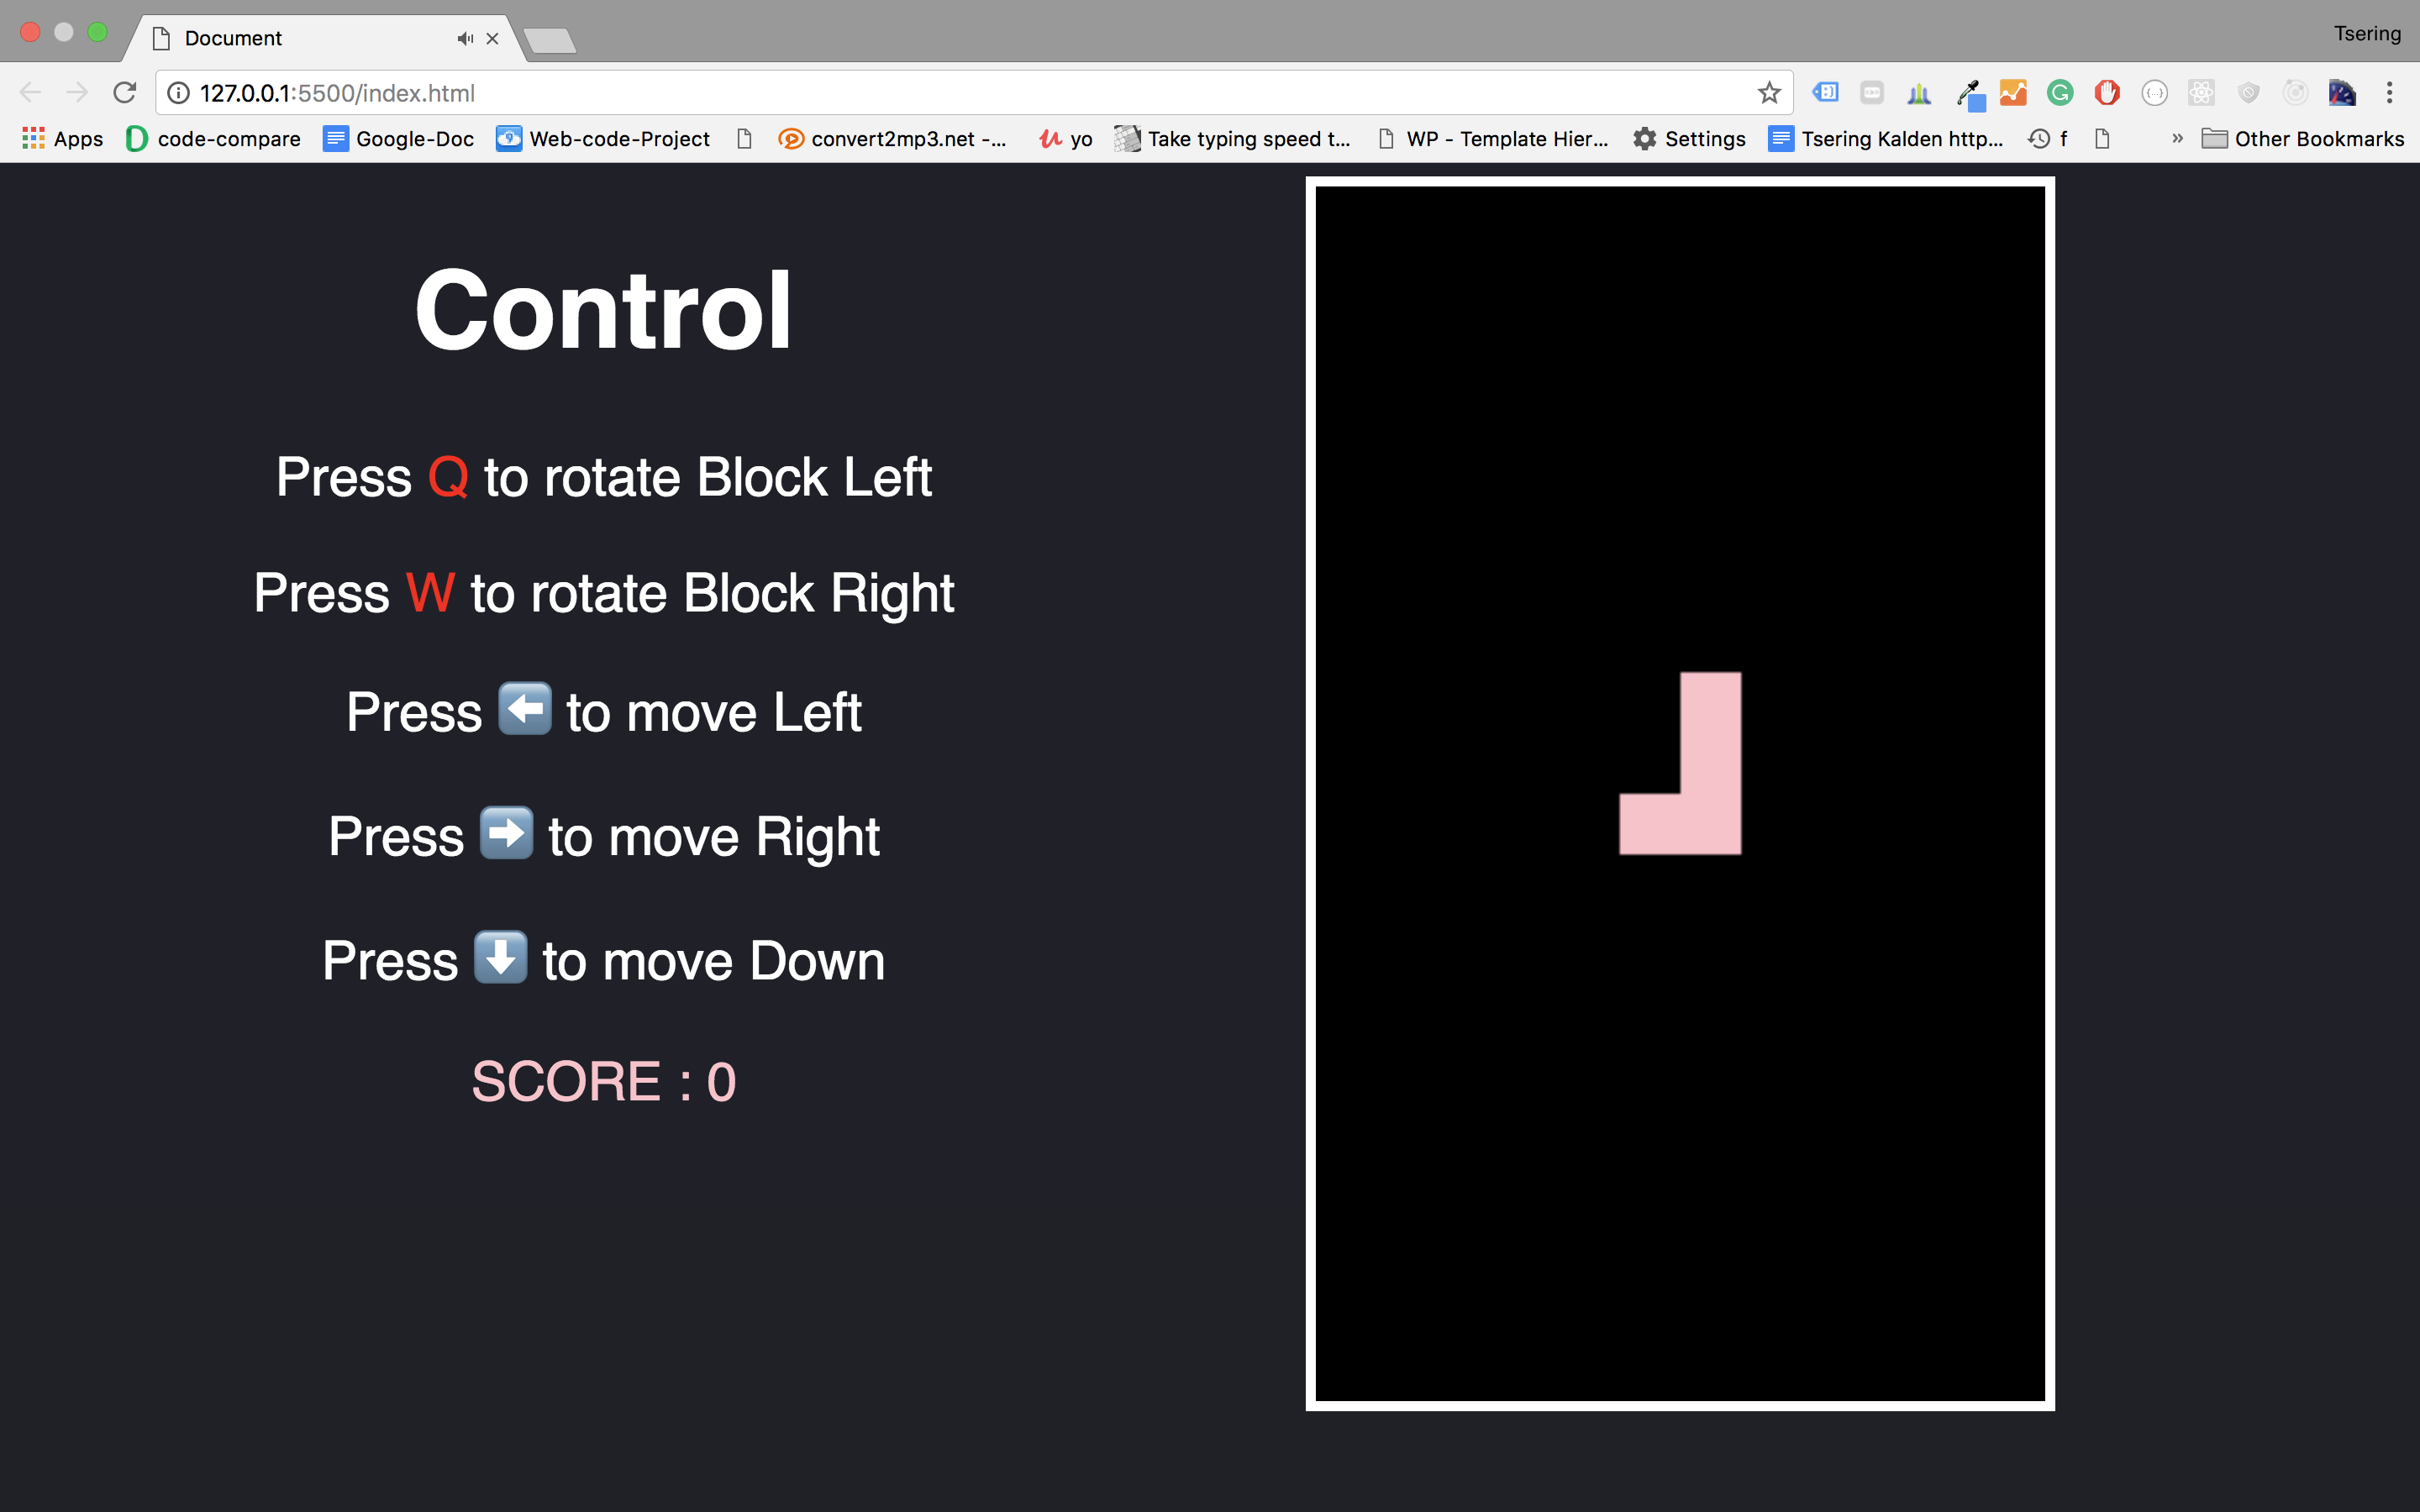 Document
Tsering
127.0.0.1:5500/index.html
Apps code-compare Google-Doc Web-code-Project convert2mp3.net -... yo Take typing speed t... WP - Template Hier... Settings Tsering Kalden http... f » Other Bookmarks
Control
Press Q to rotate Block Left
Press W to rotate Block Right
Press ⬅️ to move Left
Press ➡️ to move Right
Press ⬇️ to move Down
SCORE : 0